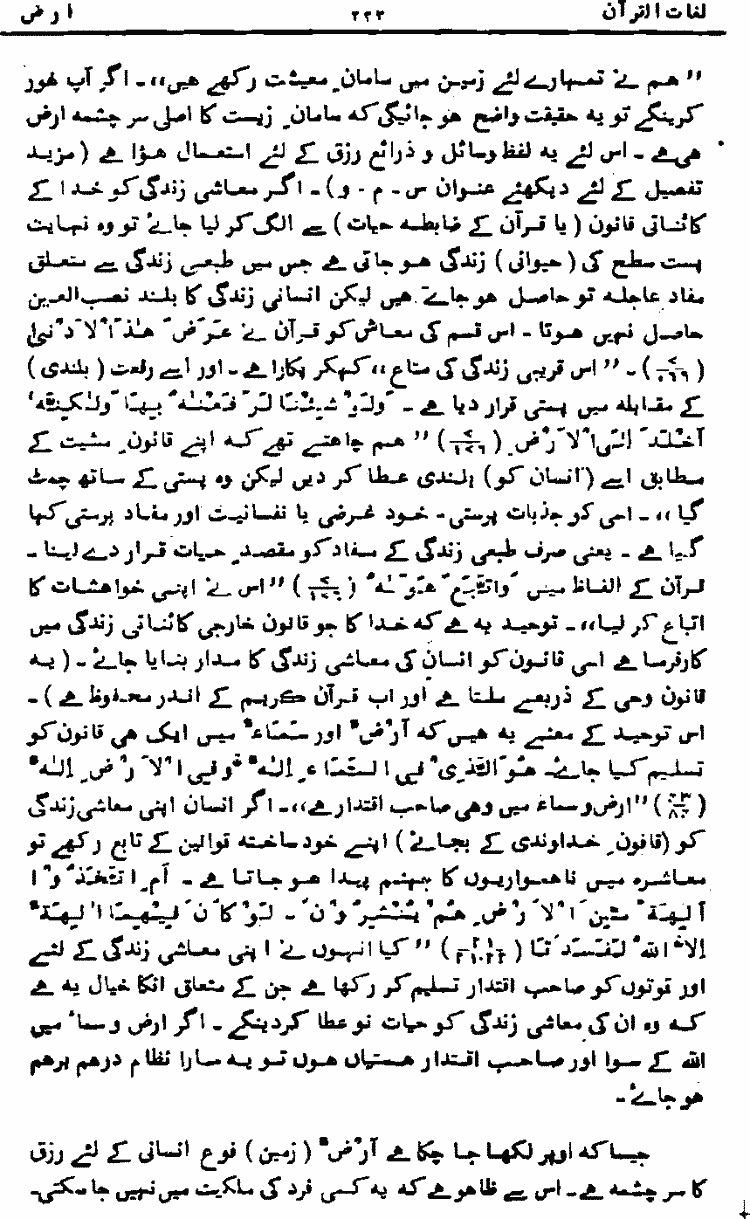 لغات القرآن ۲۲۳ ا رض
’’ ہم نے تمہارے لئے زمین میں سامانِ معیشت رکھے ہیں،،۔ اگر آپ غور
کرینگے تو یہ حقیقت واضح ہو جائیگی کہ سامانِ زیست کا اصلی سر چشمہ ارض
ہی ہے ۔ اس لئے یہ لفظ وسائل و ذرائع رزق کے لئے استعمال ہؤا ہے ( مزید
تفصیل کے لئے دیکھئے عنوان س ۔ م ۔ و )۔ اگر معاشی زندگی کو خدا کے
کائناتی قانون ( یا قرآن کے ضابطہ حیات ) سے الگ کر لیا جائے تو وہ نہایت
پست سطح کی ( حیوانی ) زندگی ہو جاتی ہے جس میں طبعی زندگی سے متعلق
مفاد عاجلہ تو حاصل ہو جاتے ہیں لیکن انسانی زندگی کا بلند نصب العین
حاصل نہیں ہوتا ۔ اس قسم کی معاش کو قرآن نے عَرَضَ ہٰذَا الْاَدْنٰی
( ۷/۱۶۹ )۔ ’’ اس قریبی زندگی کی متاع ،، کہکر پکارا ہے ۔ اور اسے رفعت ( بلندی )
کے مقابلہ میں پستی قرار دیا ہے ۔ وَلَوْ شِئْنَا لَرَفَعْنٰہُ بِہَا وَلٰکِنَّہٗ
اَخْلَدَ اِلَی الْاَرْضِ ( ۷/۱۷۶ ) ’’ ہم چاہتے تھے کہ اپنے قانونِ مشیت کے
مطابق اسے ( انسان کو ) بلندی عطا کر دیں لیکن وہ پستی کے ساتھ چمٹ
گیا ،،۔ اسی کو جذبات پرستی ۔ خود غرضی یا نفسانیت اور مفاد پرستی کہا
گیا ہے ۔ یعنی صرف طبعی زندگی کے مفاد کو مقصدِ حیات قرار دے لینا ۔
قرآن کے الفاظ میں وَاتَّبَعَ ہَوٰىہُ ( ۷/۱۷۶ ) ’’ اس نے اپنی خواہشات کا
اتباع کر لیا،،۔ توحید یہ ہے کہ خدا کا جو قانون خارجی کائناتی زندگی میں
کارفرما ہے اسی قانون کو انسان کی معاشی زندگی کا مدار بنایا جائے ۔ ( یہ
قانون وحی کے ذریعے ملتا ہے اور اب قرآن کریم کے اندر محفوظ ہے ) ۔
اس توحید کے معنے یہ ہیں کہ اَرْضٌ اور سَمَاءٌ میں ایک ہی قانون کو
تسلیم کیا جائے۔ ہُوَ الَّذِیْ فِی السَّمَاءِ اِلٰہٌ وَّفِی الْاَرْضِ اِلٰہٌ
( ۴۳/۸۴ ) ’’ارض و سماء میں وہی صاحب اقتدار ہے،،۔ اگر انسان اپنی معاشی زندگی
کو ( قانونِ خداوندی کے بجائے ) اپنے خود ساختہ قوانین کے تابع رکھے تو
معاشرہ میں ناہمواریوں کا جہنم پیدا ہو جاتا ہے ۔ اَمِ اتَّخَذُوْا
اٰلِہَۃً مِّنَ الْاَرْضِ ہُمْ یُنْشِرُوْنَ ۔ لَوْ کَانَ فِیْہِمَا اٰلِہَۃٌ
اِلَّا اللہُ لَفَسَدَتَا ( ۲۱/۲۱،۲۲ ) ’’ کیا انہوں نے اپنی معاشی زندگی کے لئے
اور قوتوں کو صاحب اقتدار تسلیم کر رکھا ہے جن کے متعلق انکا خیال یہ ہے
کہ وہ ان کی معاشی زندگی کو حیات نو عطا کردینگے ۔ اگر ارض و سماء میں
اللہ کے سوا اور صاحب اقتدار ہستیاں ہوں تو یہ سارا نظام درہم برہم
ہو جائے ۔
جیسا کہ اوپر لکھا جا چکا ہے اَرْضٌ ( زمین ) نوع انسانی کے لئے رزق
کا سر چشمہ ہے ۔ اس سے ظاہر ہے کہ یہ کسی فرد کی ملکیت میں نہیں جا سکتی۔